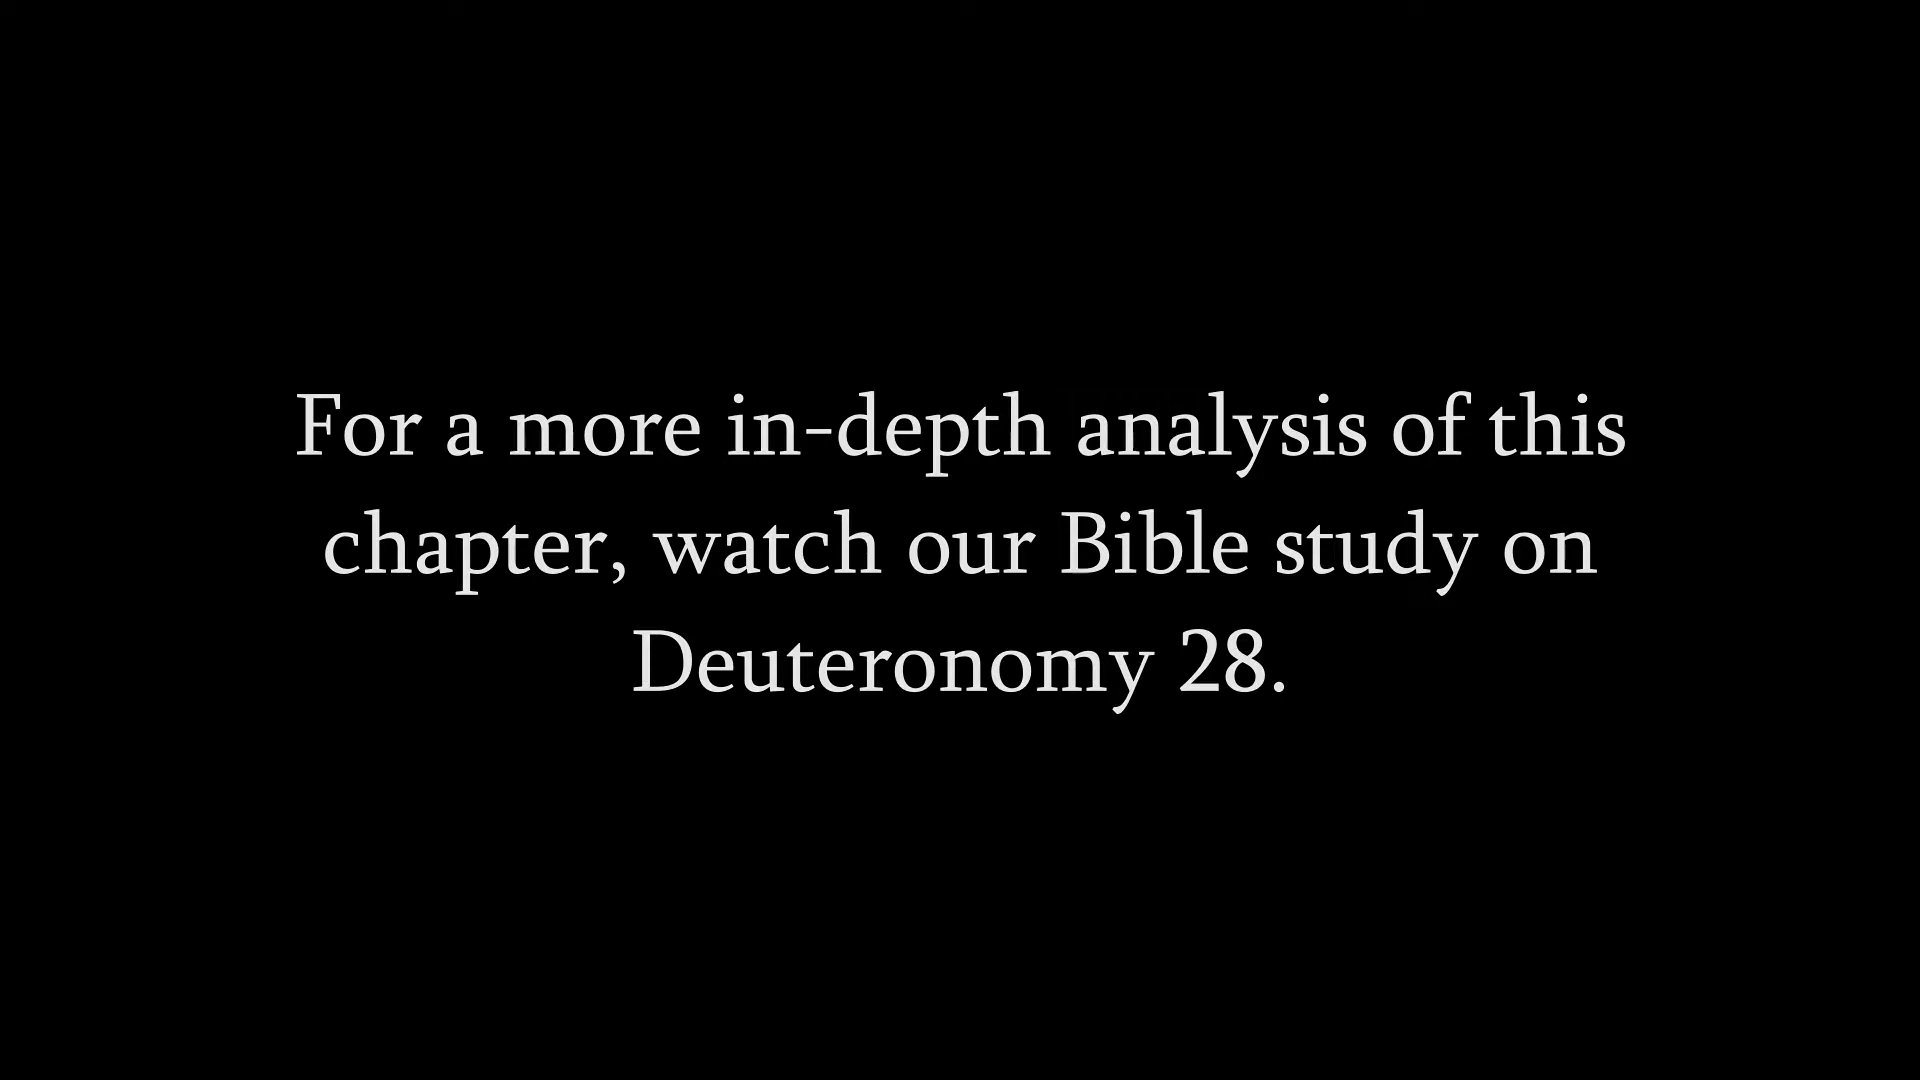 For a more in-depth analysis of this
chapter, watch our Bible study on
Deuteronomy 28.